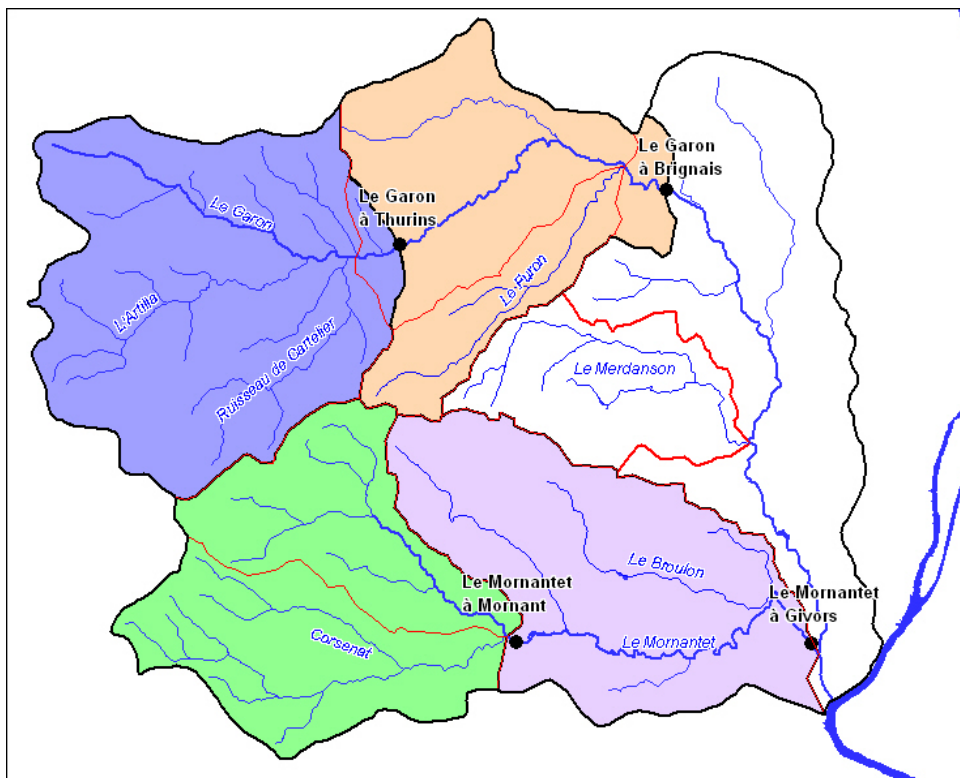 Le Garon
à Brignais
Le Garon
à Thurins
Le Garon
Le Furon
L'Artilla
Ruisseau de Cartelier
Le Merdanson
Le Broulon
Le Mornantet
à Mornant
Le Mornantet
à Givors
Corsenat
Le Mornantet